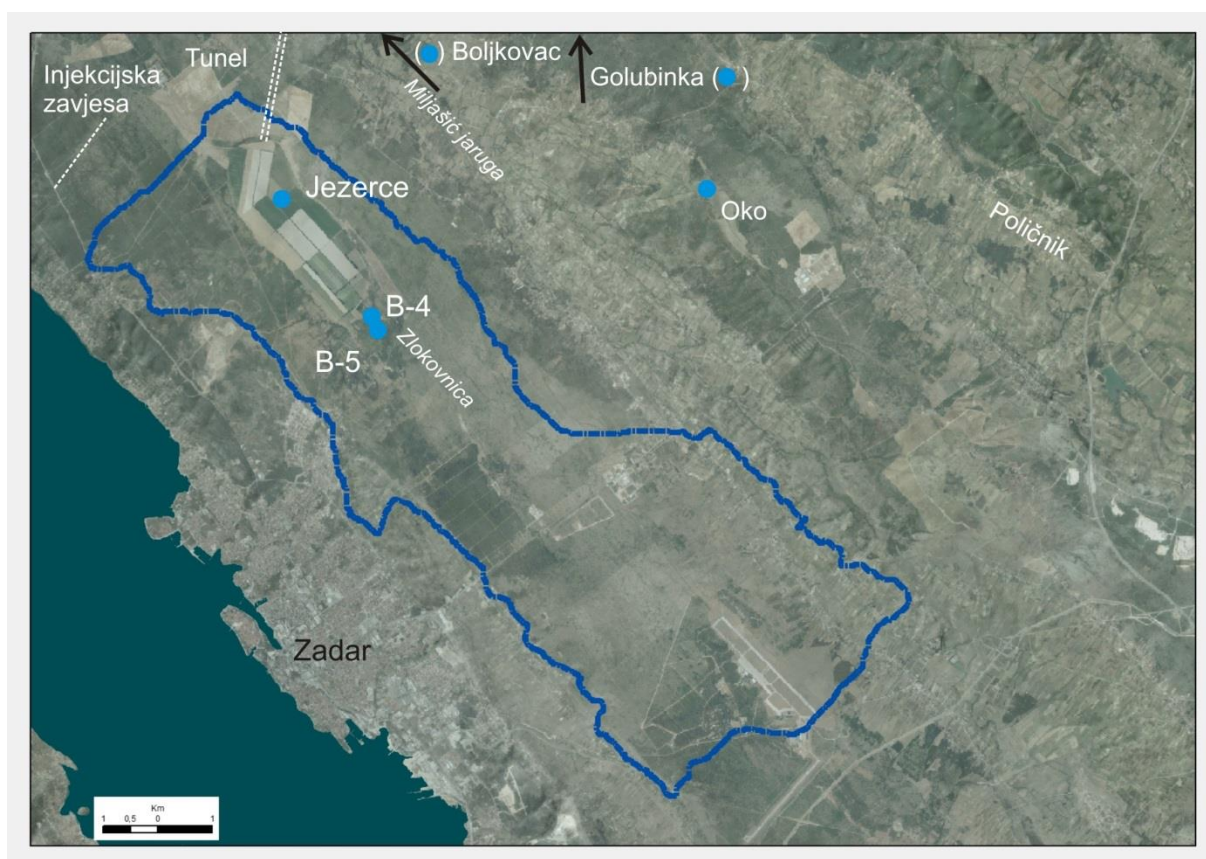 Tunel
Injekcijska
zavjesa
( ) Boljkovac
Golubinka ( )
Miljašić jaruga
Jezerce
Oko
Poličnik
B-4
B-5
Zlokovnica
Zadar
Km
1 0,5 0 1